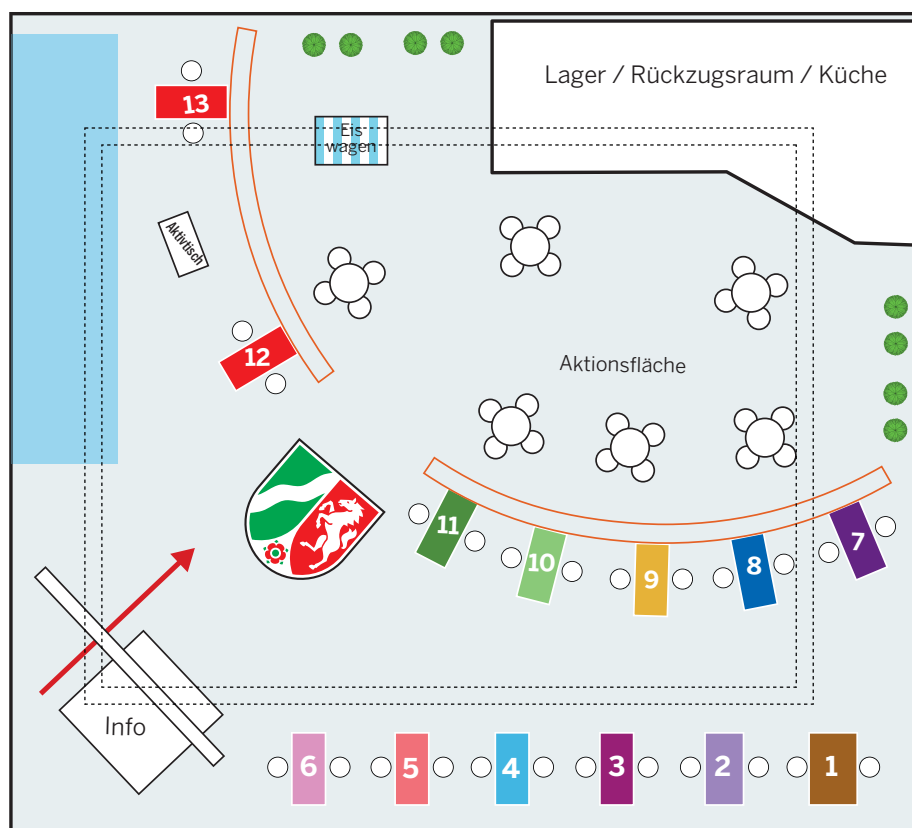 Lager / Rückzugsraum / Küche
13
Eis
wagen
Aktivtisch
12
Aktionsfläche
11
10
9
8
7
Info
6
5
4
3
2
1